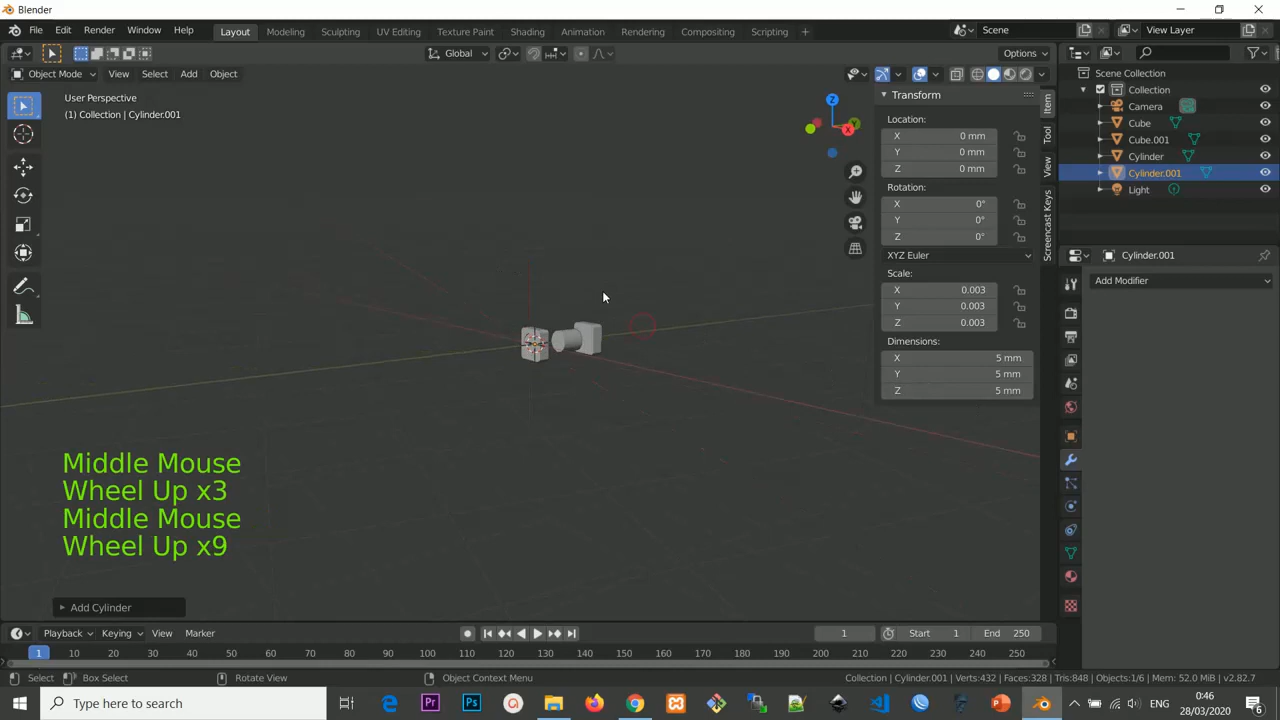 Blender
File Edit Render Window Help
Layout Modeling Sculpting UV Editing Texture Paint Shading Animation Rendering Compositing Scripting +
Scene
View Layer
Global
Options
Object Mode View Select Add Object
User Perspective
(1) Collection | Cylinder.001
Z
Y
X
Transform
Location:
X 0 mm
Y 0 mm
Z 0 mm
Rotation:
X 0°
Y 0°
Z 0°
XYZ Euler
Scale:
X 0.003
Y 0.003
Z 0.003
Dimensions:
X 5 mm
Y 5 mm
Z 5 mm
Item
Tool
View
Screencast Keys
Scene Collection
Collection
Camera
Cube
Cube.001
Cylinder
Cylinder.001
Light
Cylinder.001
Add Modifier
Middle Mouse
Wheel Up x3
Middle Mouse
Wheel Up x9
Add Cylinder
Playback Keying View Marker
1 Start 1 End 250
1 10 20 30 40 50 60 70 80 90 100 110 120 130 140 150 160 170 180 190 200 210 220 230 240 250
Select Box Select Rotate View Object Context Menu
Collection | Cylinder.001 | Verts:432 | Faces:328 | Tris:848 | Objects:1/6 | Mem: 52.0 MiB | v2.82.7
Type here to search
Pr
Ps
ENG
0:46
28/03/2020
6